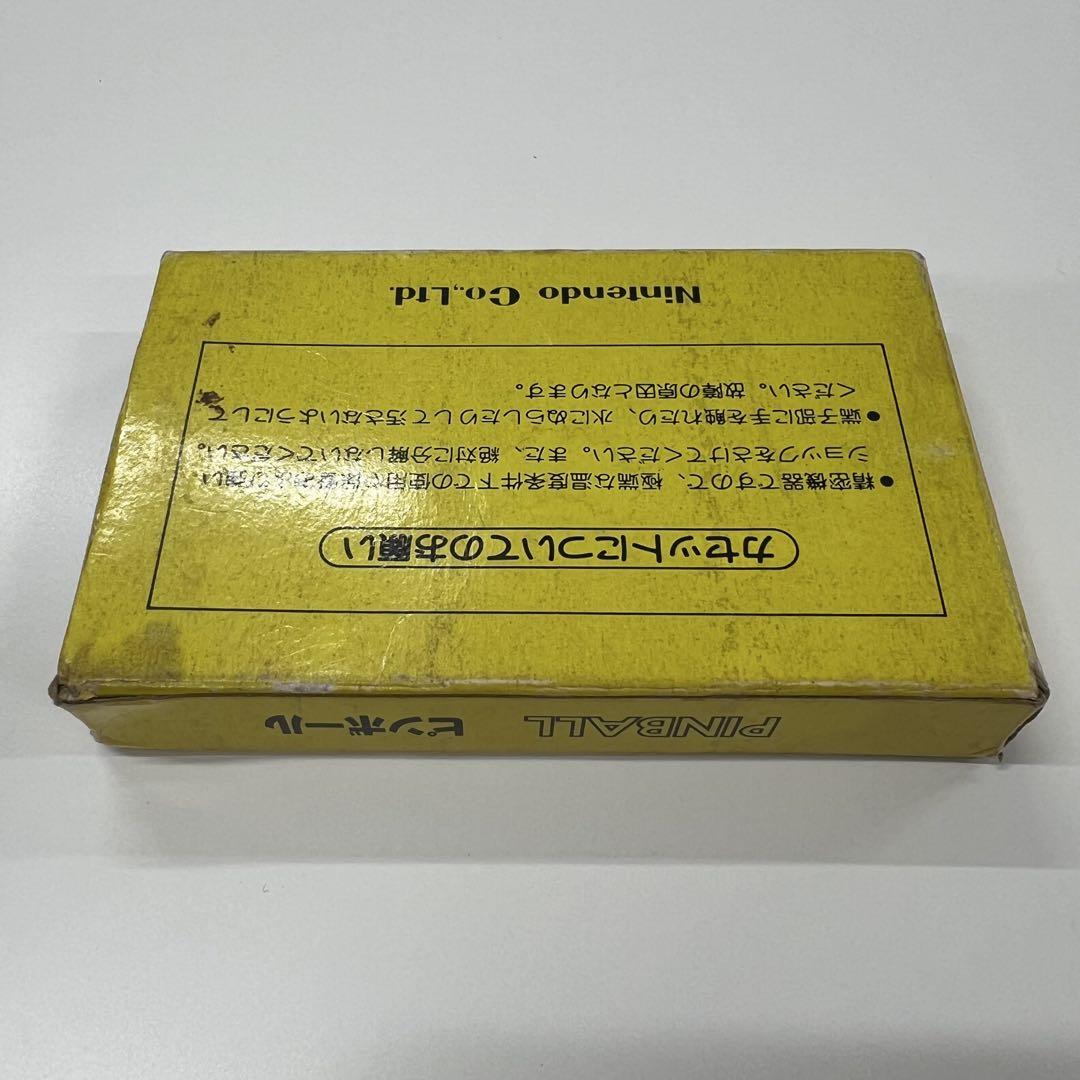 PINBALL ピンボール
カセットについてのお願い
●精密機器ですので、極端な温度条件下での使用や保管および強い
ショックをさけてください。また、絶対に分解しないでください。
●端子部に手を触れたり、水にぬらしたりして汚さないようにして
ください。故障の原因となります。
Nintendo Co.,Ltd.